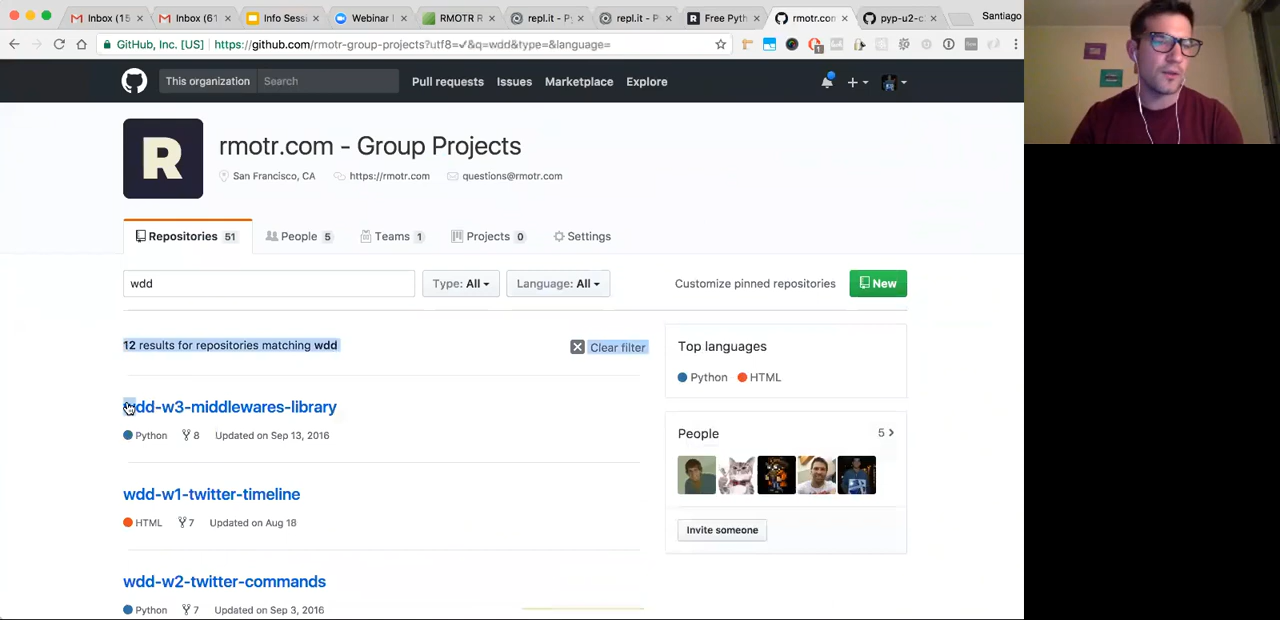 Inbox (15
Inbox (61
Info Sess
Webinar
RMOTR R
repl.it - P
repl.it - P
Free Pyth
rmotr.com
pyp-u2-c
Santiago
GitHub, Inc. [US]
https://github.com/rmotr-group-projects?utf8=✓&q=wdd&type=&language=
This organization
Search
Pull requests
Issues
Marketplace
Explore
R
rmotr.com - Group Projects
San Francisco, CA
https://rmotr.com
questions@rmotr.com
Repositories 51
People 5
Teams 1
Projects 0
Settings
wdd
Type: All
Language: All
Customize pinned repositories
New
12 results for repositories matching wdd
Clear filter
Top languages
Python
HTML
wdd-w3-middlewares-library
Python
8
Updated on Sep 13, 2016
People
5
wdd-w1-twitter-timeline
HTML
7
Updated on Aug 18
Invite someone
wdd-w2-twitter-commands
Python
7
Updated on Sep 3, 2016